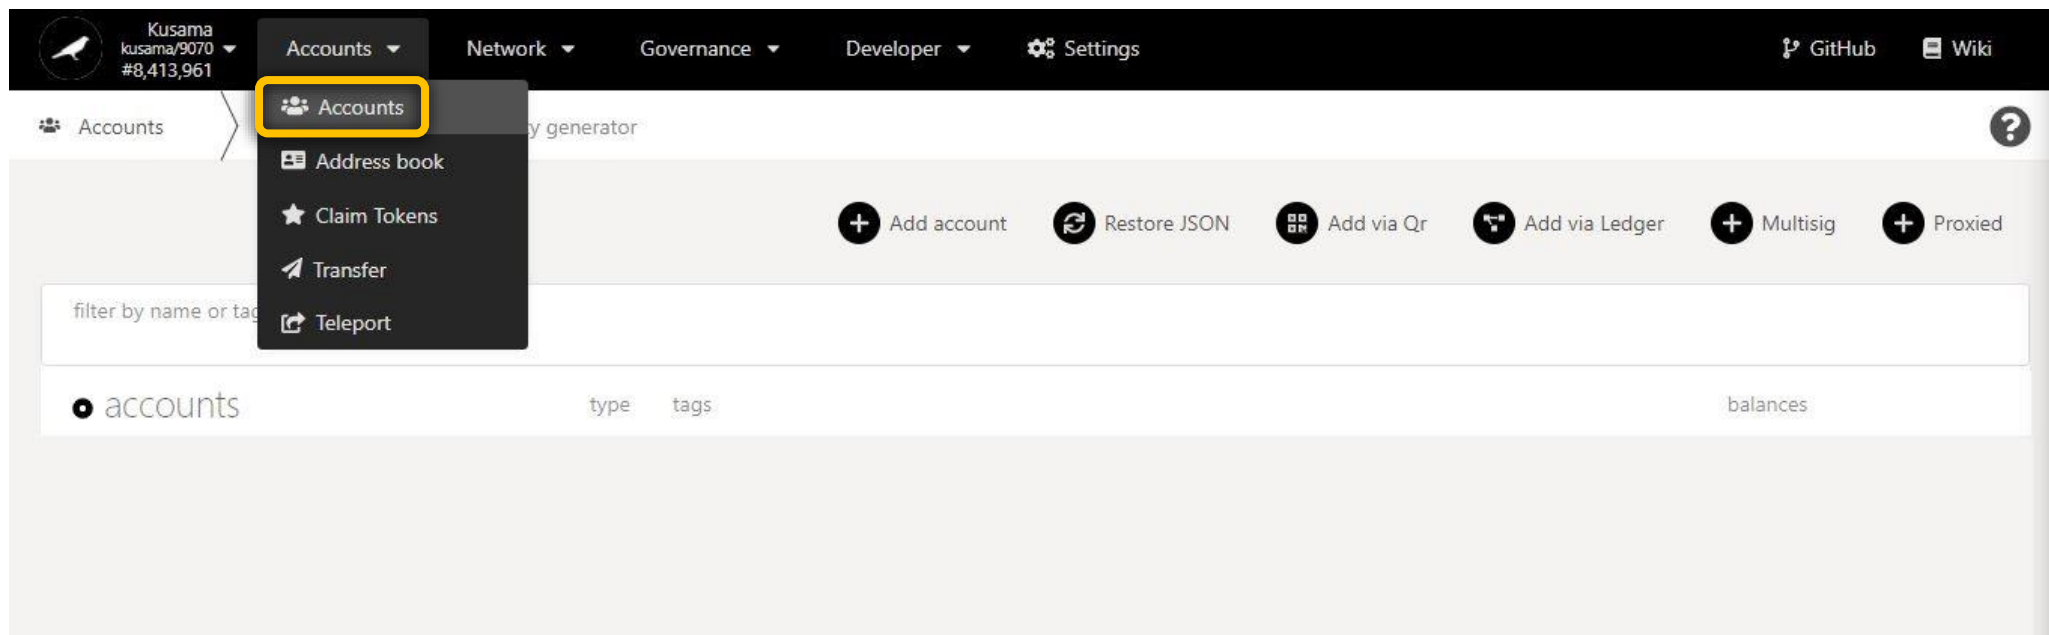 Kusama
kusama/9070
#8,413,961
Accounts
Network
Governance
Developer
Settings
GitHub
Wiki
Accounts
Accounts
generator
Address book
Claim Tokens
Transfer
Teleport
Add account
Restore JSON
Add via Qr
Add via Ledger
Multisig
Proxied
filter by name or
accounts
type
tags
balances